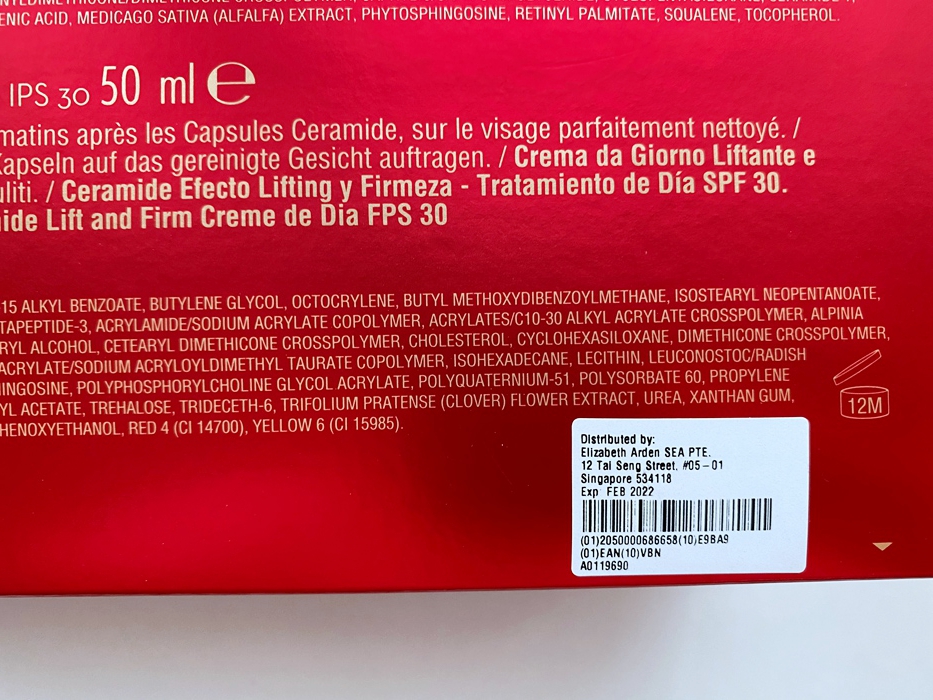 ENIC ACID, MEDICAGO SATIVA (ALFALFA) EXTRACT, PHYTOSPHINGOSINE, RETINYL PALMITATE, SQUALENE, TOCOPHEROL.
IPS 30 50 ml ℮
matins après les Capsules Ceramide, sur le visage parfaitement nettoyé. /
Kapseln auf das gereinigte Gesicht auftragen. / Crema da Giorno Liftante e
uliti. / Ceramide Efecto Lifting y Firmeza - Tratamiento de Día SPF 30.
ide Lift and Firm Creme de Dia FPS 30
15 ALKYL BENZOATE, BUTYLENE GLYCOL, OCTOCRYLENE, BUTYL METHOXYDIBENZOYLMETHANE, ISOSTEARYL NEOPENTANOATE,
TAPEPTIDE-3, ACRYLAMIDE/SODIUM ACRYLATE COPOLYMER, ACRYLATES/C10-30 ALKYL ACRYLATE CROSSPOLYMER, ALPINIA
RYL ALCOHOL, CETEARYL DIMETHICONE CROSSPOLYMER, CHOLESTEROL, CYCLOHEXASILOXANE, DIMETHICONE CROSSPOLYMER,
ACRYLATE/SODIUM ACRYLOYLDIMETHYL TAURATE COPOLYMER, ISOHEXADECANE, LECITHIN, LEUCONOSTOC/RADISH
INGOSINE, POLYPHOSPHORYLCHOLINE GLYCOL ACRYLATE, POLYQUATERNIUM-51, POLYSORBATE 60, PROPYLENE
YL ACETATE, TREHALOSE, TRIDECETH-6, TRIFOLIUM PRATENSE (CLOVER) FLOWER EXTRACT, UREA, XANTHAN GUM,
HENOXYETHANOL, RED 4 (CI 14700), YELLOW 6 (CI 15985).
12M
Distributed by:
Elizabeth Arden SEA PTE.
12 Tai Seng Street, #05-01
Singapore 534118
Exp FEB 2022
(01)2050000686658(10)E9BA9
(01)EAN(10)VBN
A0119690